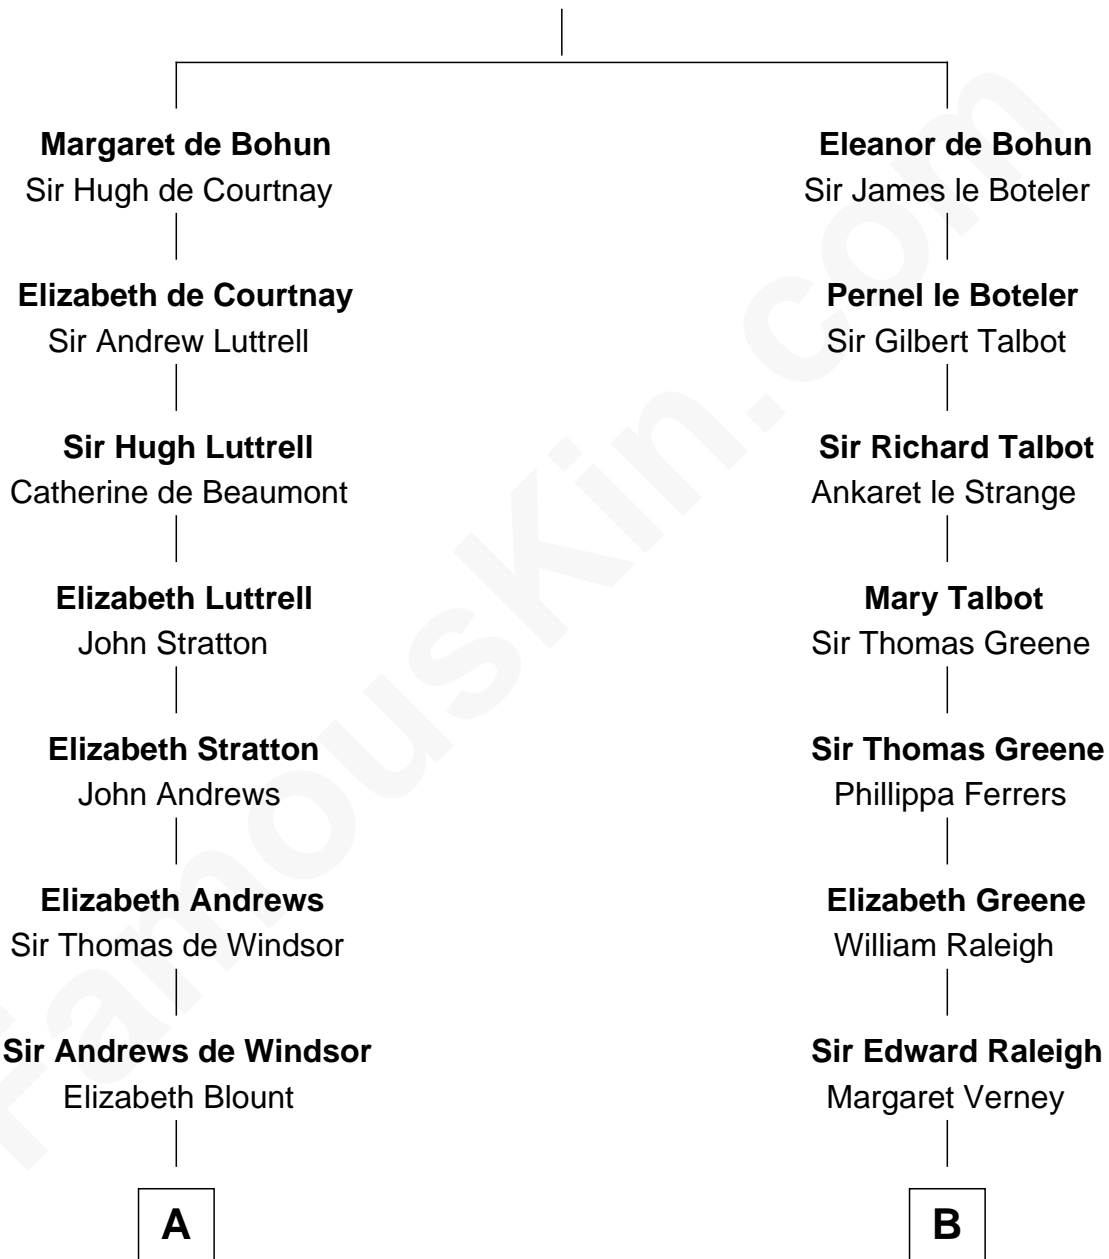 Margaret de Bohun
Sir Hugh de Courtnay
Elizabeth de Courtnay
Sir Andrew Luttrell
Sir Hugh Luttrell
Catherine de Beaumont
Elizabeth Luttrell
John Stratton
Elizabeth Stratton
John Andrews
Elizabeth Andrews
Sir Thomas de Windsor
Sir Andrews de Windsor
Elizabeth Blount
A
Eleanor de Bohun
Sir James le Boteler
Pernel le Boteler
Sir Gilbert Talbot
Sir Richard Talbot
Ankaret le Strange
Mary Talbot
Sir Thomas Greene
Sir Thomas Greene
Phillippa Ferrers
Elizabeth Greene
William Raleigh
Sir Edward Raleigh
Margaret Verney
B
FamousKin.com